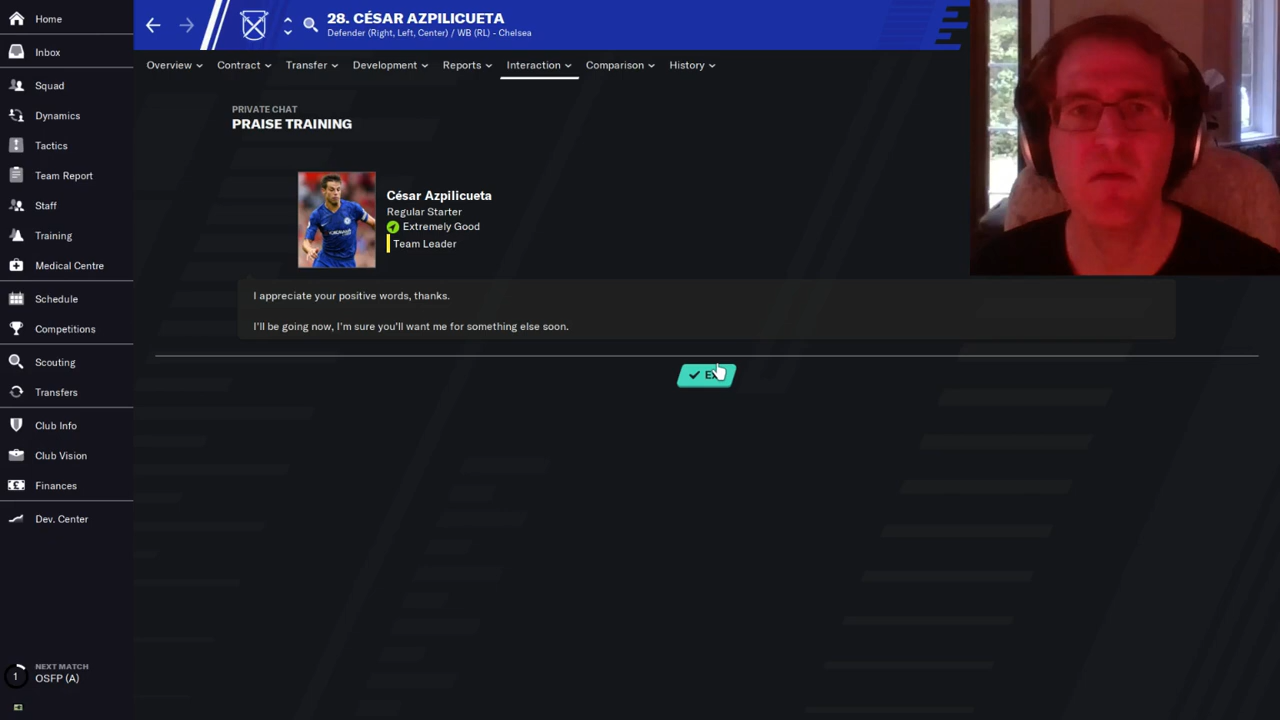 Home
Inbox
Squad
Dynamics
Tactics
Team Report
Staff
Training
Medical Centre
Schedule
Competitions
Scouting
Transfers
Club Info
Club Vision
Finances
Dev. Center
1
NEXT MATCH
OSFP (A)
28. CÉSAR AZPILICUETA
Defender (Right, Left, Center) / WB (RL) - Chelsea
Overview Contract Transfer Development Reports Interaction Comparison History
PRIVATE CHAT
PRAISE TRAINING
César Azpilicueta
Regular Starter
Extremely Good
Team Leader
I appreciate your positive words, thanks.
I'll be going now, I'm sure you'll want me for something else soon.